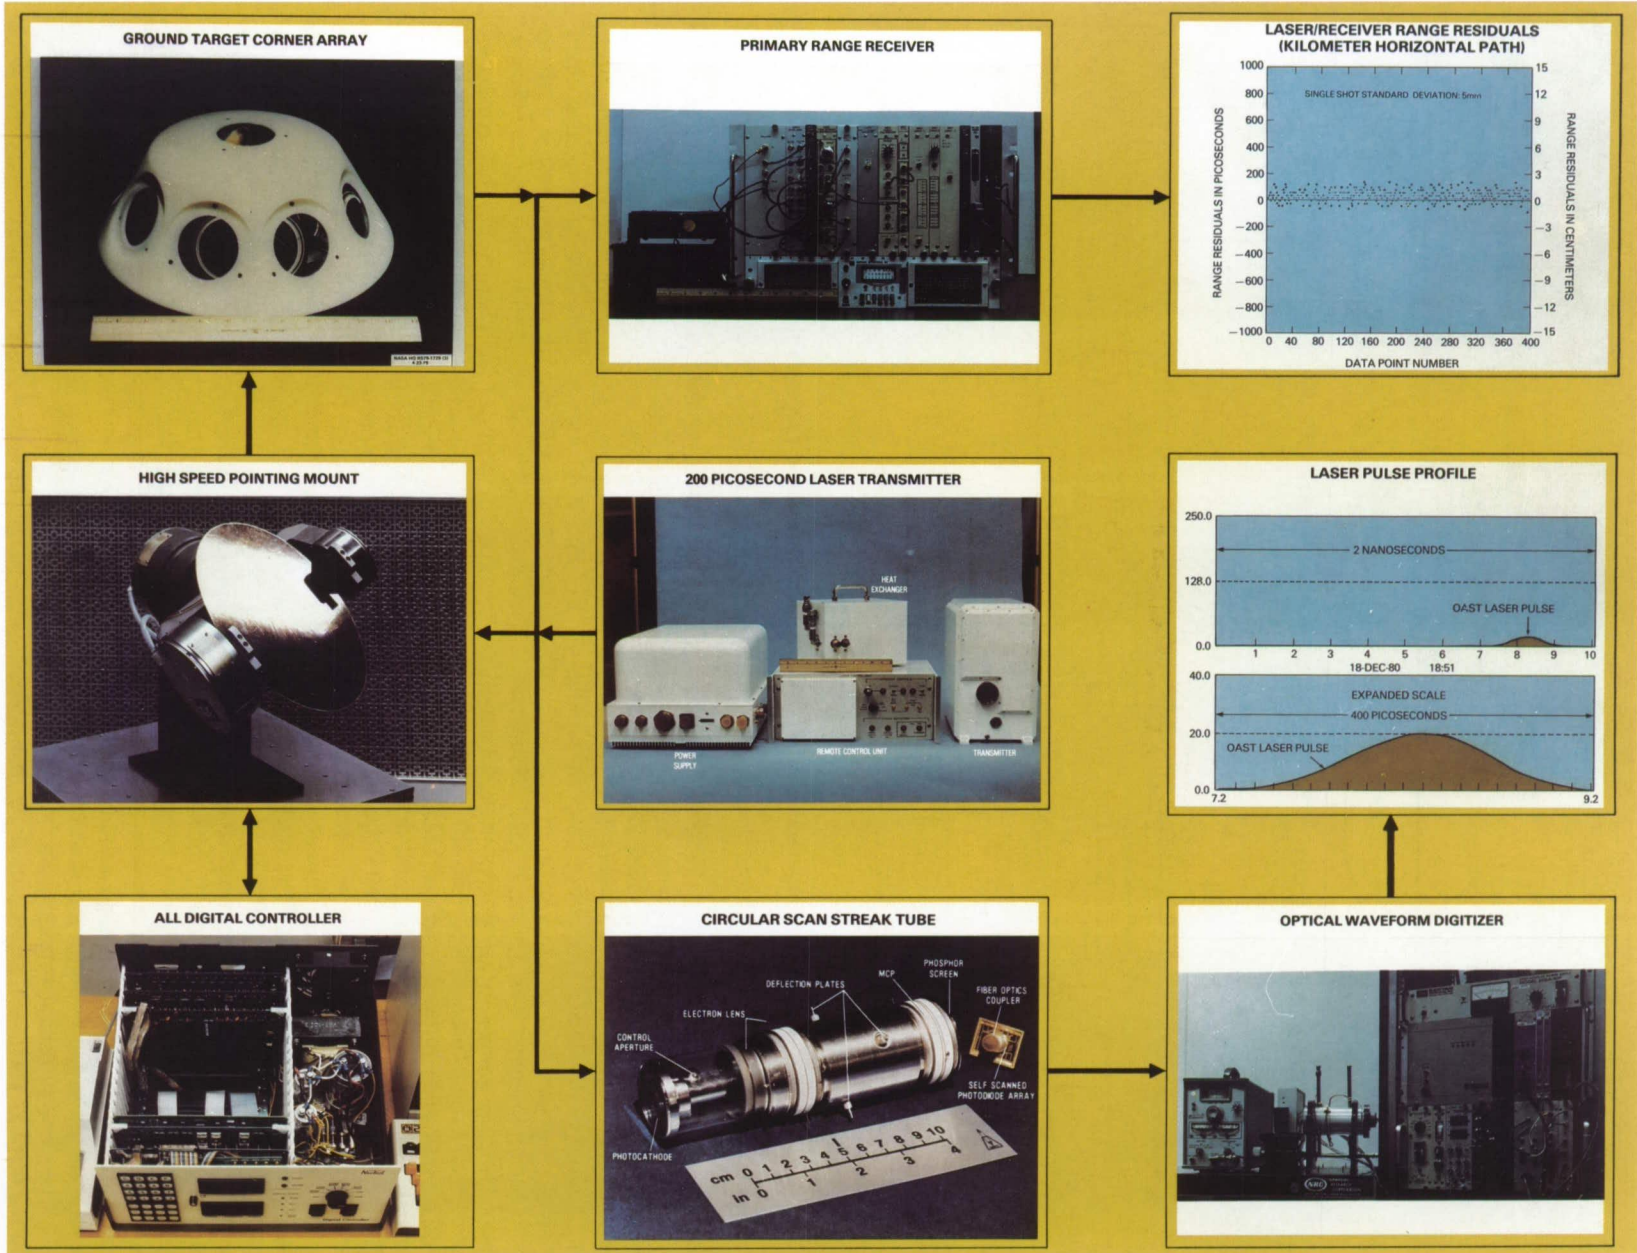 GROUND TARGET CORNER ARRAY
NASA HQ
PRIMARY RANGE RECEIVER
LASER/RECEIVER RANGE RESIDUALS
(KILOMETER HORIZONTAL PATH)
SINGLE SHOT STANDARD DEVIATION: 5mm
RANGE RESIDUALS IN PICOSECONDS
1000
800
600
400
200
0
−200
−400
−600
−800
−1000
15
12
9
6
3
0
−3
−6
−9
−12
−15
RANGE RESIDUALS IN CENTIMETERS
0 40 80 120 160 200 240 280 320 360 400
DATA POINT NUMBER
HIGH SPEED POINTING MOUNT
200 PICOSECOND LASER TRANSMITTER
HEAT
EXCHANGER
POWER
SUPPLY
REMOTE CONTROL UNIT
TRANSMITTER
LASER PULSE PROFILE
250.0
2 NANOSECONDS
128.0
OAST LASER PULSE
0.0
1 2 3 4 5 6 7 8 9 10
18-DEC-80 18:51
40.0
EXPANDED SCALE
400 PICOSECONDS
20.0
OAST LASER PULSE
0.0
7.2 9.2
ALL DIGITAL CONTROLLER
Digital Controller
CIRCULAR SCAN STREAK TUBE
PHOSPHOR
SCREEN
MCP
DEFLECTION PLATES
FIBER OPTICS
COUPLER
ELECTRON LENS
CONTROL
APERTURE
SELF SCANNED
PHOTODIODE ARRAY
PHOTOCATHODE
cm 0 1 2 3 4 5 6 7 8 9 10
in 0 1 2 3 4
OPTICAL WAVEFORM DIGITIZER
NRC